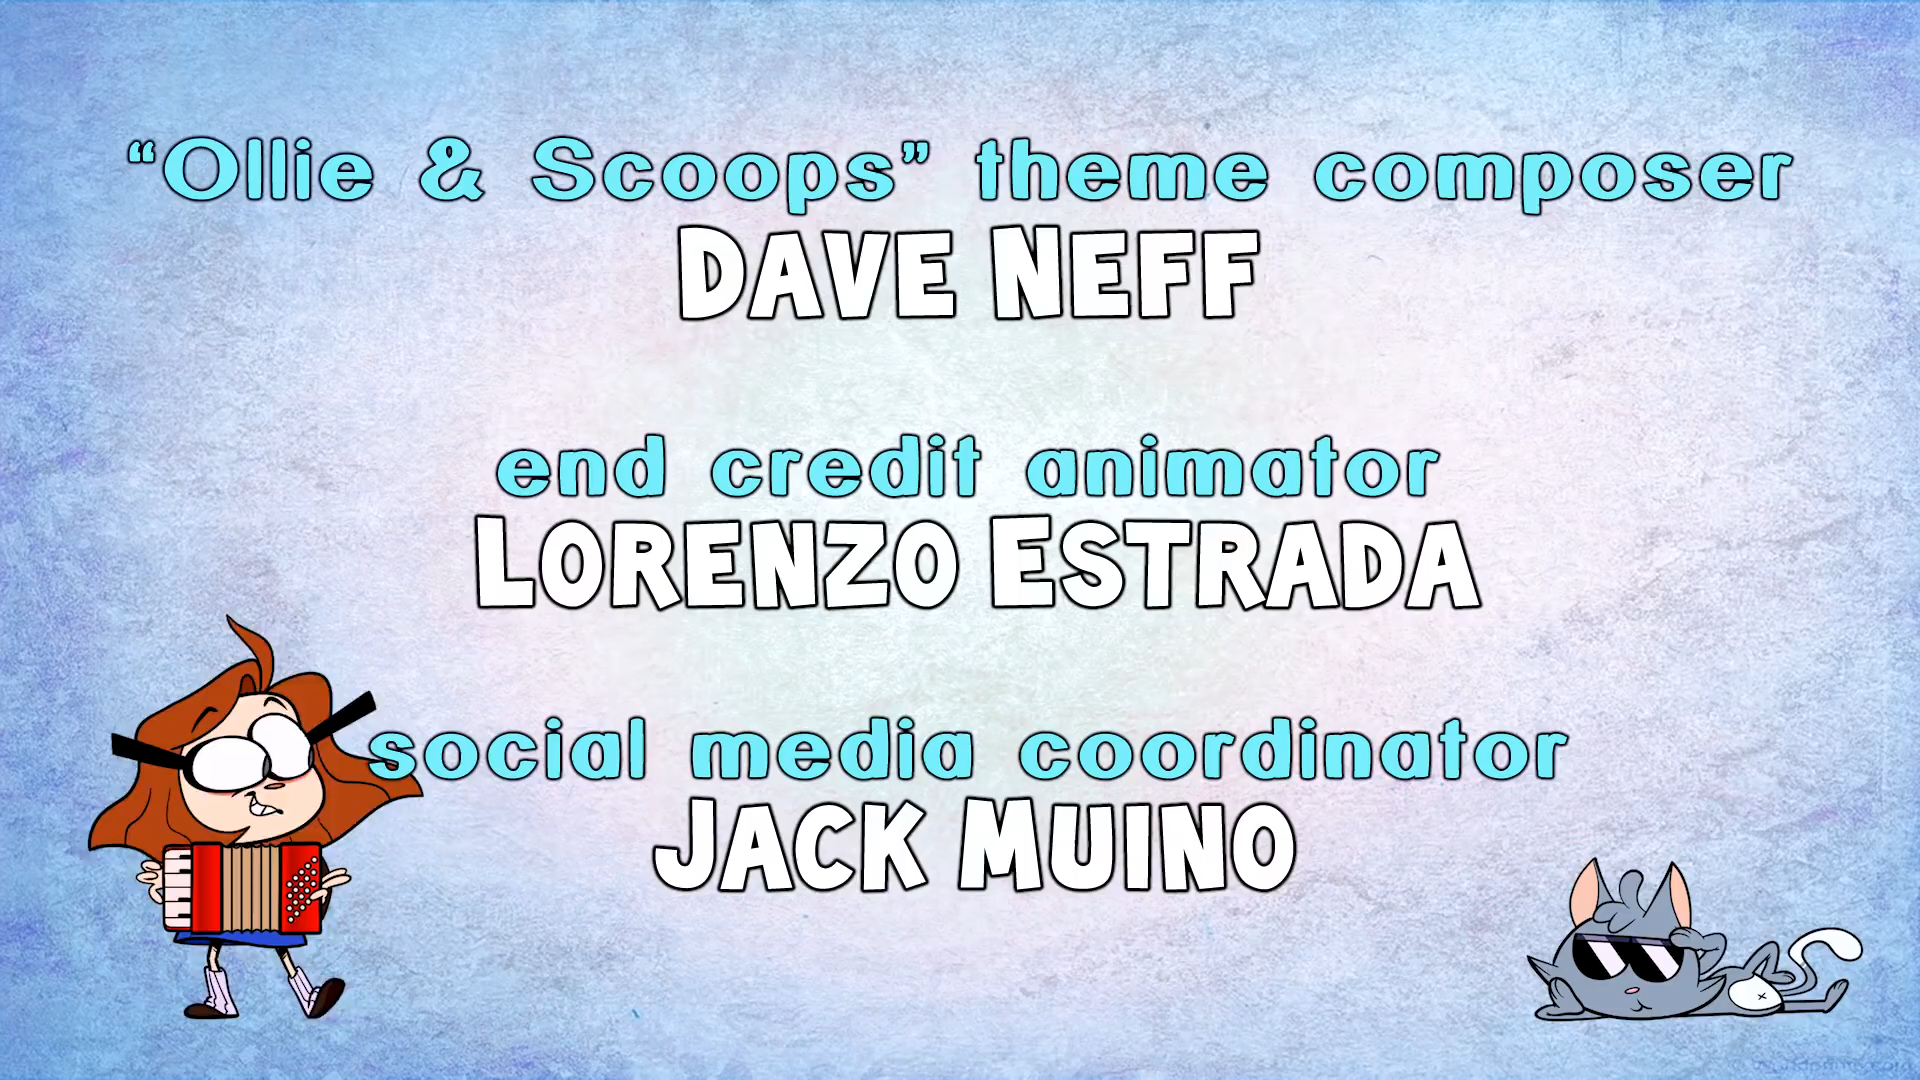 “Ollie & Scoops” theme composer
DAVE NEFF
end credit animator
LORENZO ESTRADA
social media coordinator
JACK MUINO